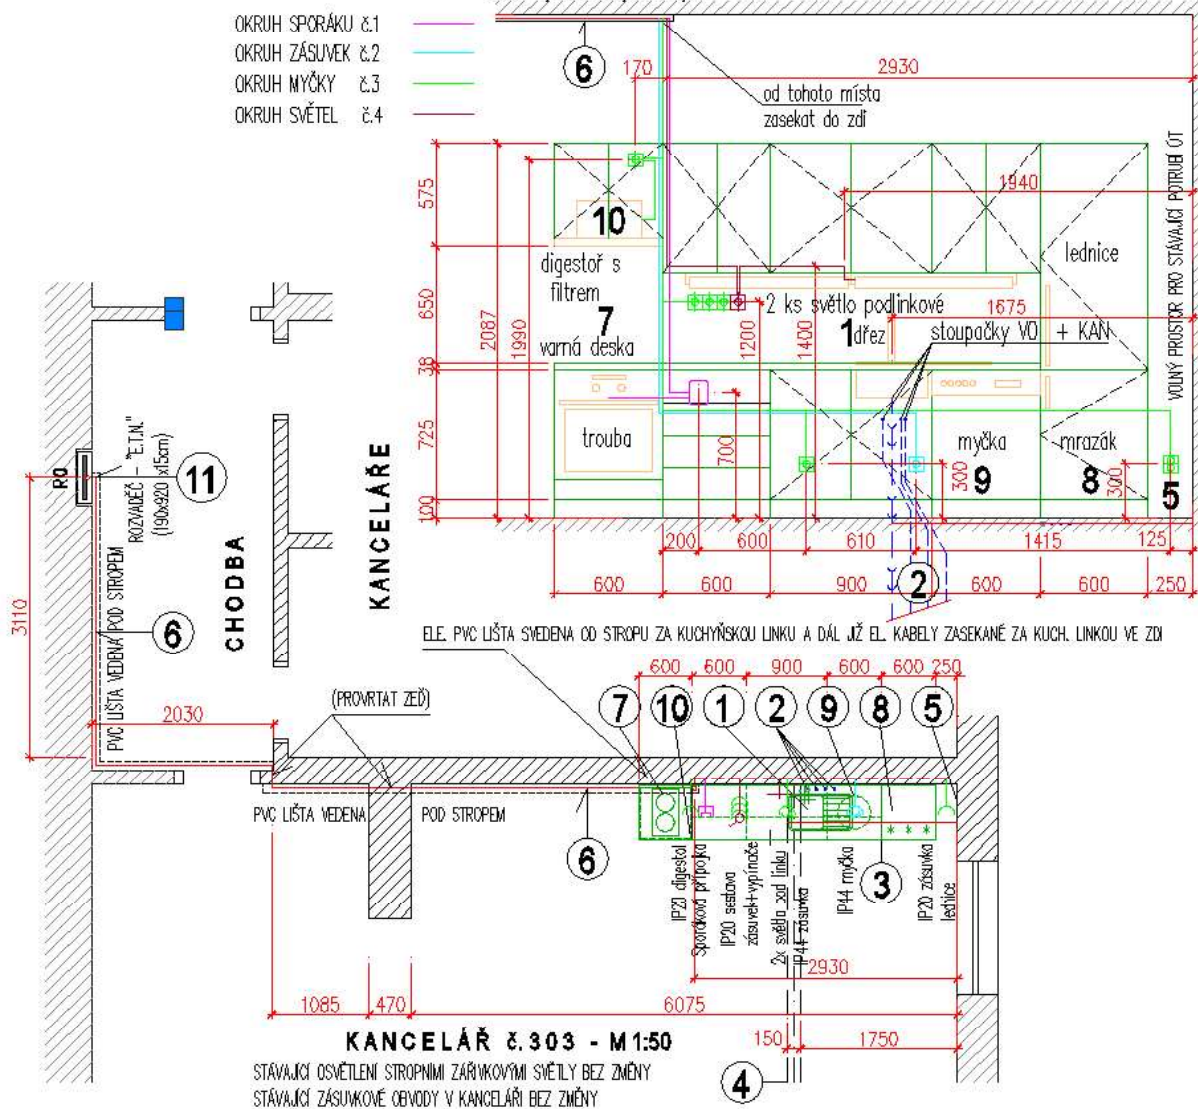 OKRUH SPORÁKU č.1
OKRUH ZÁSUVEK č.2
OKRUH MYČKY č.3
OKRUH SVĚTEL č.4
6
170
2930
od tohoto místa
zasekat do zdi
575
650
38
725
100
2087
1990
10
digestoř s
filtrem
7
varná deska
trouba
1940
lednice
2 ks světlo podlinkové
1
dřez
1675
stoupačky VO + KAN
1200
1400
700
myčka
9
mrazák
8
300
300
5
VOLNÝ PROSTOR PRO STÁVAJÍCÍ POTRUBÍ ÚT
200
600
610
1415
125
600
600
900
2
600
600
250
Ra
ROZVADĚČ - "E.I.N."
(190x920 x15cm)
11
CHODBA
KANCELÁŘE
3110
PVC LIŠTA VEDENÁ POD STROPEM
6
2030
(PROVRTAT ZEĎ)
ELE. PVC LIŠTA SVEDENA OD STROPU ZA KUCHYŇSKOU LINKU A DÁL JIŽ EL. KABELY ZASEKANÉ ZA KUCH. LINKOU VE ZDI
600
600
900
600
600
250
7
10
1
2
9
8
5
PVC LIŠTA VEDENA
POD STROPEM
6
3
IP20 digestoř
Sporáková přípojka
IP20 sestava
zásuvek+vypínače
2x světlo pod linku
IP44 zásuvka
IP44 myčka
IP20 zásuvka
lednice
2930
1085
470
6075
150
1750
4
KANCELÁŘ č.303 - M 1:50
STÁVAJÍCÍ OSVĚTLENÍ STROPNÍMI ZÁŘIVKOVÝMI SVĚTLY BEZ ZMĚNY
STÁVAJÍCÍ ZÁSUVKOVÉ OBVODY V KANCELÁŘI BEZ ZMĚNY